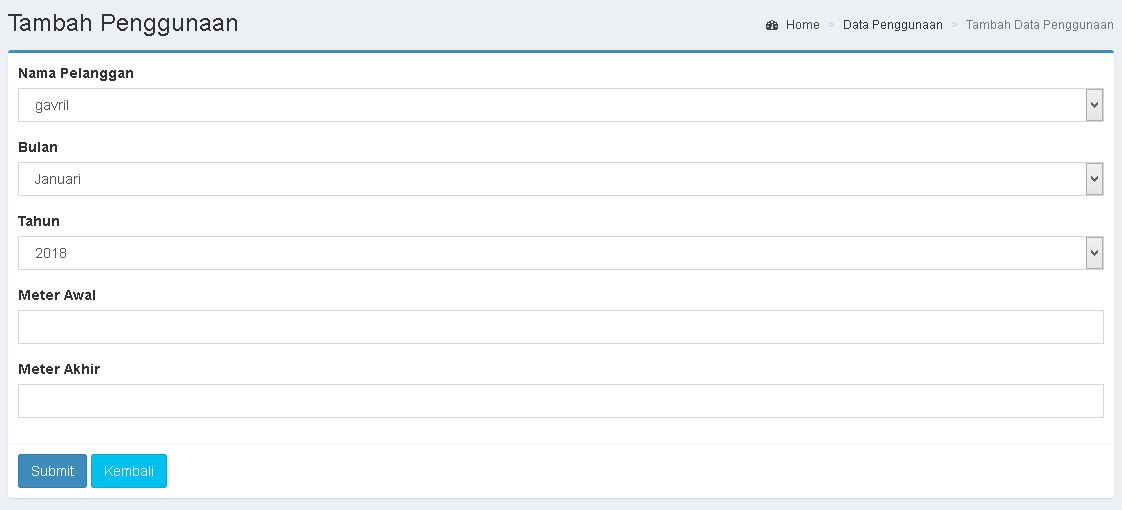 Tambah Penggunaan
Home > Data Penggunaan > Tambah Data Penggunaan
Nama Pelanggan
gavril
Bulan
Januari
Tahun
2018
Meter Awal
Meter Akhir
Submit Kembali